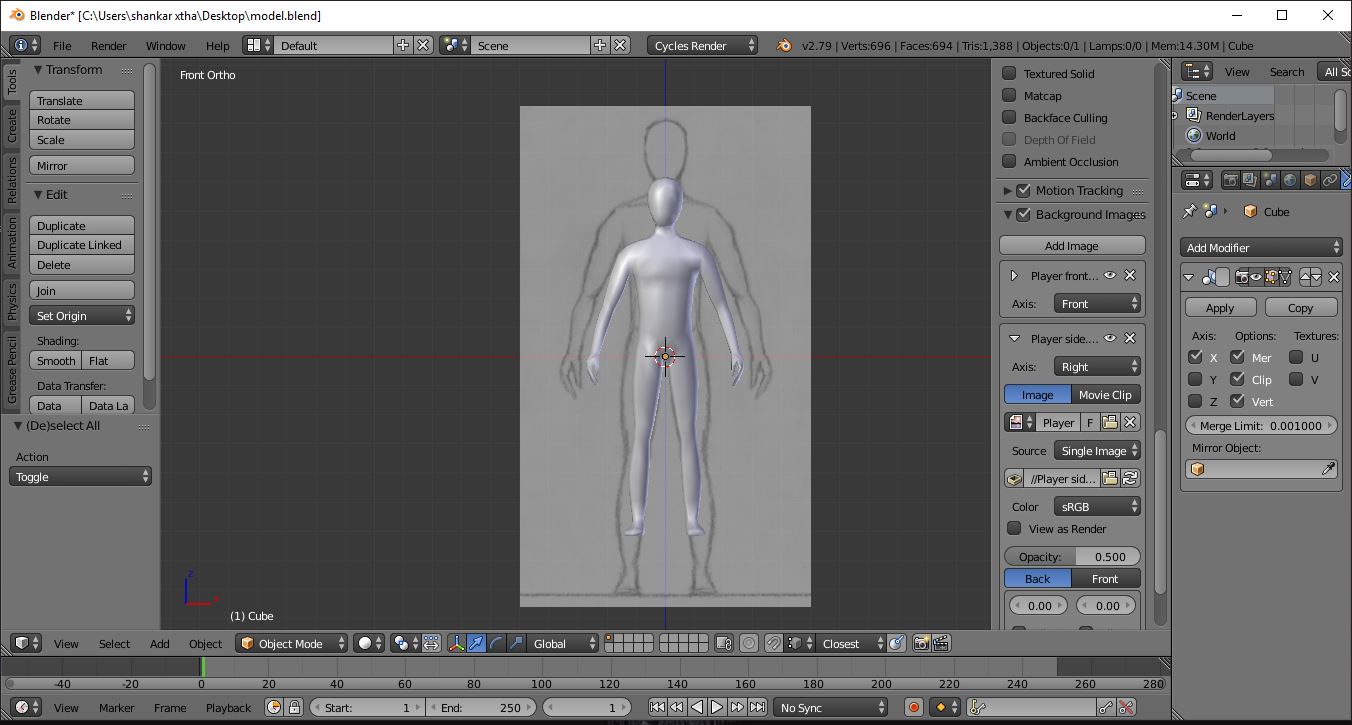 Blender* [C:\Users\shankar xtha\Desktop\model.blend]
File Render Window Help Default Scene Cycles Render v2.79 | Verts:696 | Faces:694 | Tris:1,388 | Objects:0/1 | Lamps:0/0 | Mem:14.30M | Cube
Tools
Create
Relations
Animation
Physics
Grease Pencil
Transform
Translate
Rotate
Scale
Mirror
Edit
Duplicate
Duplicate Linked
Delete
Join
Set Origin
Shading:
Smooth Flat
Data Transfer:
Data Data La
(De)select All
Action
Toggle
Front Ortho
z
x
(1) Cube
Textured Solid
Matcap
Backface Culling
Depth Of Field
Ambient Occlusion
Motion Tracking
Background Images
Add Image
Player front...
Axis: Front
Player side....
Axis: Right
Image Movie Clip
Player F
Source Single Image
//Player sid...
Color sRGB
View as Render
Opacity: 0.500
Back Front
0.00 0.00
View Search All Sc
Scene
RenderLayers
World
Cube
Add Modifier
Apply Copy
Axis: Options: Textures:
X Mer U
Y Clip V
Z Vert
Merge Limit: 0.001000
Mirror Object:
View Select Add Object Object Mode Global Closest
-40 -20 0 20 40 60 80 100 120 140 160 180 200 220 240 260 280
View Marker Frame Playback Start: 1 End: 250 1 No Sync